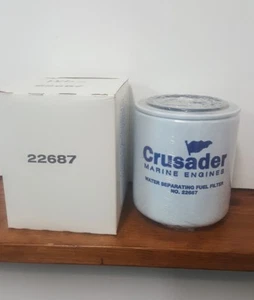 22687
Crusader
MARINE ENGINES
WATER SEPARATING FUEL FILTER
NO. 22687